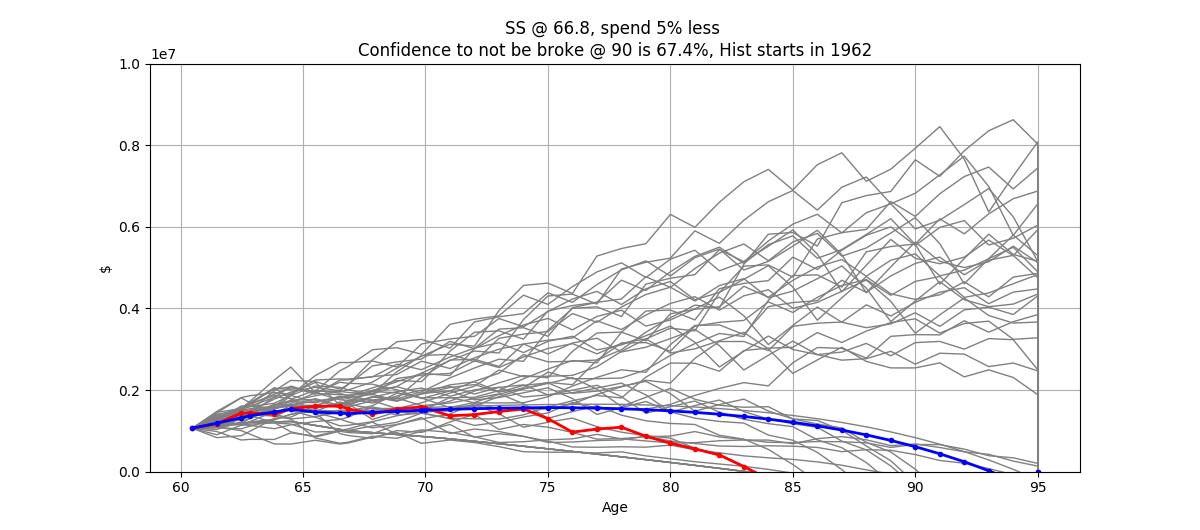 SS @ 66.8, spend 5% less
Confidence to not be broke @ 90 is 67.4%, Hist starts in 1962
1e7
1.0
0.8
0.6
0.4
0.2
0.0
$
60 65 70 75 80 85 90 95
Age